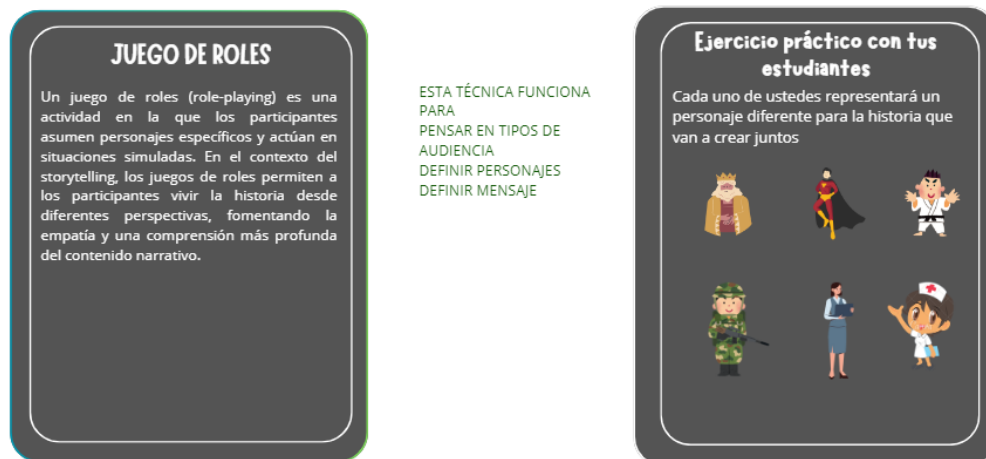 JUEGO DE ROLES
Un juego de roles (role-playing) es una
actividad en la que los participantes
asumen personajes específicos y actúan en
situaciones simuladas. En el contexto del
storytelling, los juegos de roles permiten a
los participantes vivir la historia desde
diferentes perspectivas, fomentando la
empatía y una comprensión más profunda
del contenido narrativo.
ESTA TÉCNICA FUNCIONA
PARA
PENSAR EN TIPOS DE
AUDIENCIA
DEFINIR PERSONAJES
DEFINIR MENSAJE
Ejercicio práctico con tus
estudiantes
Cada uno de ustedes representará un
personaje diferente para la historia que
van a crear juntos